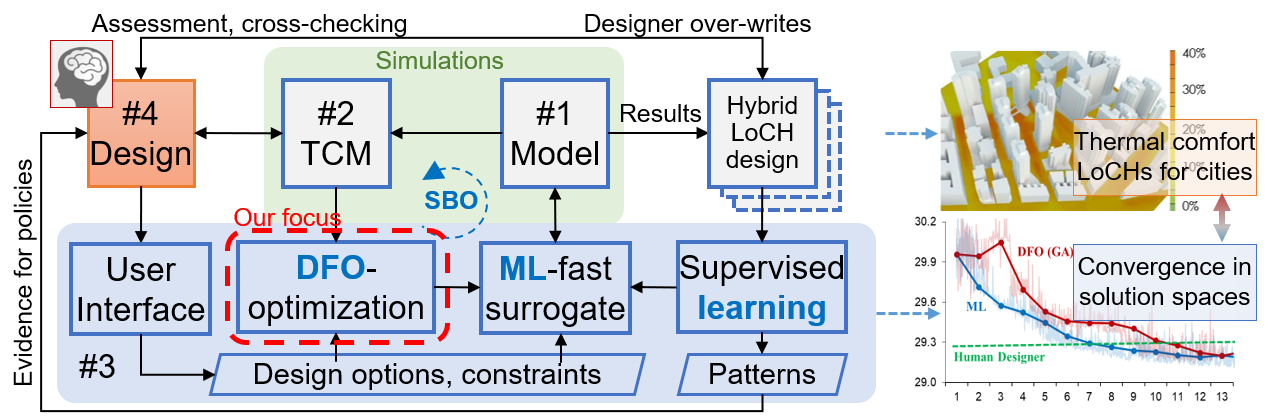 Assessment, cross-checking
Designer over-writes
Simulations
#4
Design
#2
TCM
#1
Model
Results
Hybrid
LoCH
design
SBO
Our focus
Evidence for policies
User
Interface
DFO-
optimization
ML-fast
surrogate
Supervised
learning
#3
Design options, constraints
Patterns
40%
30%
20%
10%
0%
Thermal comfort
LoCHs for cities
30.2
29.9
29.6
29.3
29.0
DFO (GA)
ML
Human Designer
Convergence in
solution spaces
1 2 3 4 5 6 7 8 9 10 11 12 13